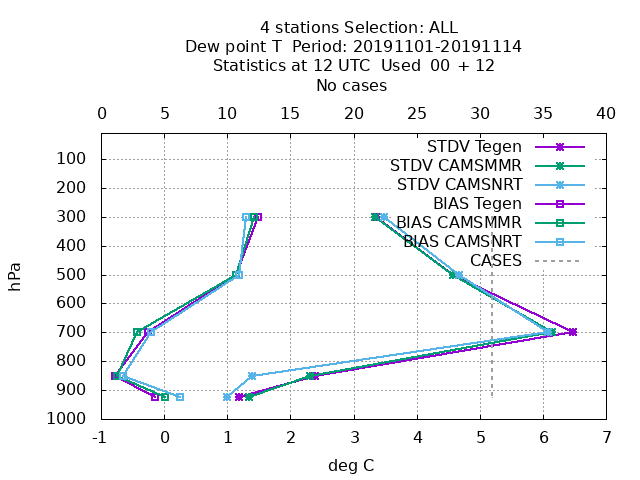 4 stations Selection: ALL
Dew point T  Period: 20191101-20191114
Statistics at 12 UTC  Used  00 + 12
No cases
0 5 10 15 20 25 30 35 40
STDV Tegen
STDV CAMSMMR
STDV CAMSNRT
BIAS Tegen
BIAS CAMSMMR
BIAS CAMSNRT
CASES
hPa
100
200
300
400
500
600
700
800
900
1000
-1 0 1 2 3 4 5 6 7
deg C